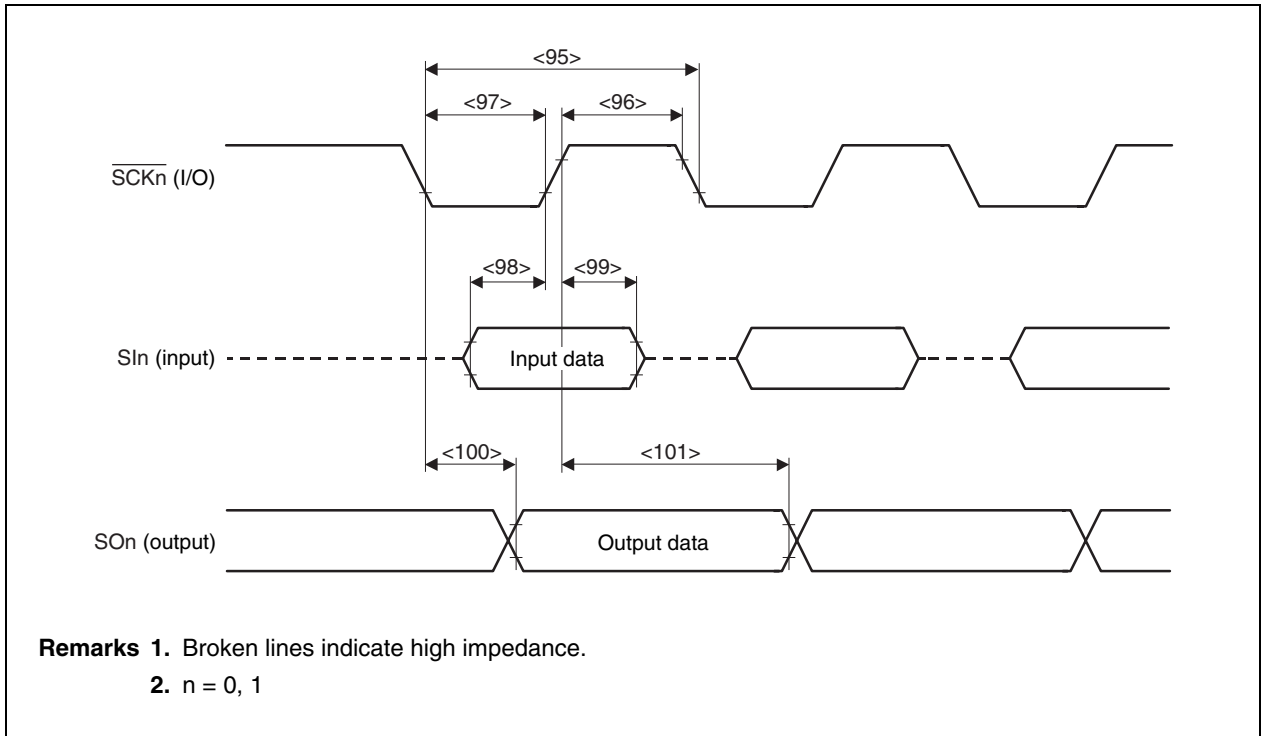 <95>
<97> <96>
SCKn (I/O)
<98> <99>
SIn (input) Input data
<100> <101>
SOn (output) Output data
Remarks 1. Broken lines indicate high impedance.
2. n = 0, 1